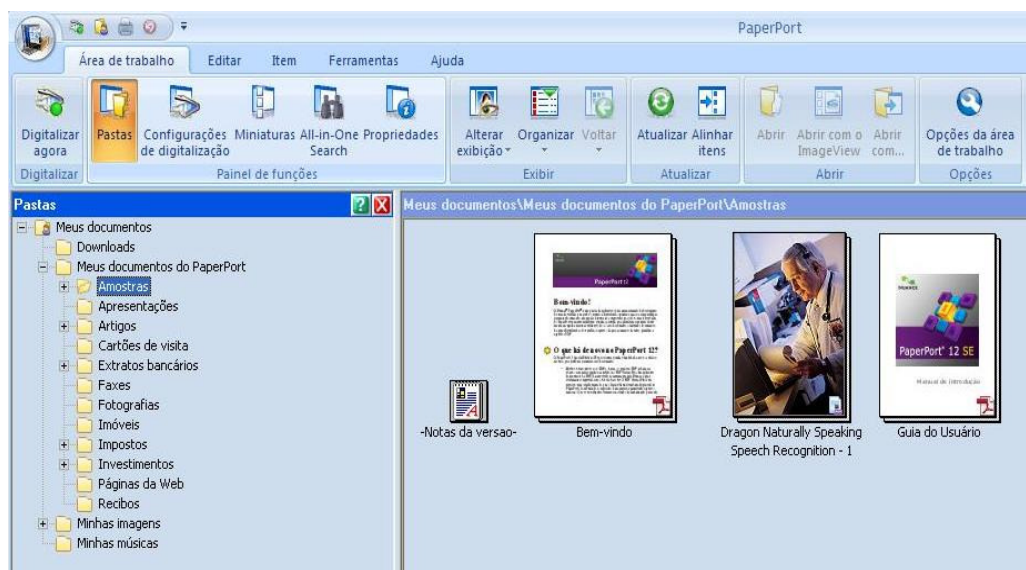 PaperPort
Área de trabalho Editar Item Ferramentas Ajuda
Digitalizar agora
Pastas
Configurações de digitalização
Miniaturas
All-in-One Search
Propriedades
Alterar exibição
Organizar
Voltar
Atualizar
Alinhar itens
Abrir
Abrir com o ImageView
Abrir com...
Opções da área de trabalho
Digitalizar Painel de funções Exibir Atualizar Abrir Opções
Pastas
Meus documentos
Downloads
Meus documentos do PaperPort
Amostras
Apresentações
Artigos
Cartões de visita
Extratos bancários
Faxes
Fotografias
Imóveis
Impostos
Investimentos
Páginas da Web
Recibos
Minhas imagens
Minhas músicas
Meus documentos\Meus documentos do PaperPort\Amostras
-Notas da versao-
PaperPort 12
Bem-vindo!
O que há de novo no PaperPort 12?
Bem-vindo
Dragon Naturally Speaking
Speech Recognition - 1
NUANCE
PaperPort® 12 SE
Manual de Introdução
Guia do Usuário